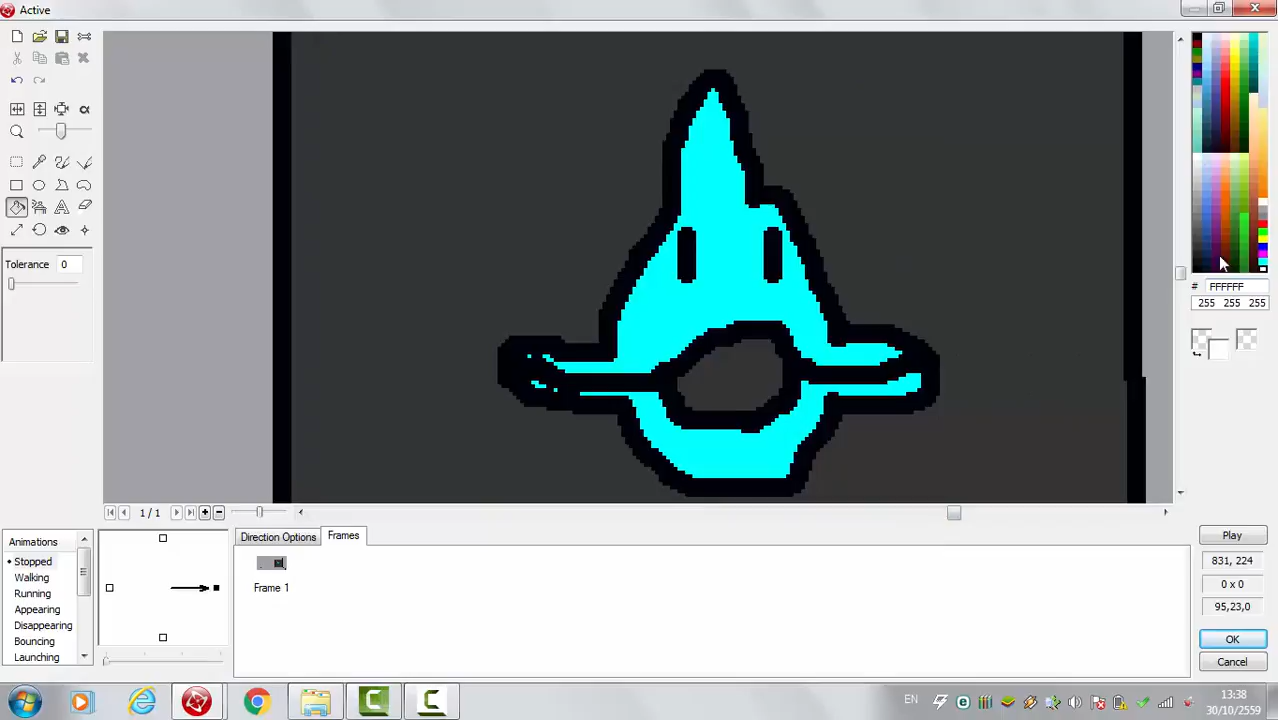 Active
Tolerance 0
# FFFFFF
255 255 255
1 / 1
Animations
Stopped
Walking
Running
Appearing
Disappearing
Bouncing
Launching
Direction Options
Frames
Frame 1
Play
831, 224
0 x 0
95,23,0
OK
Cancel
EN
13:38
30/10/2559